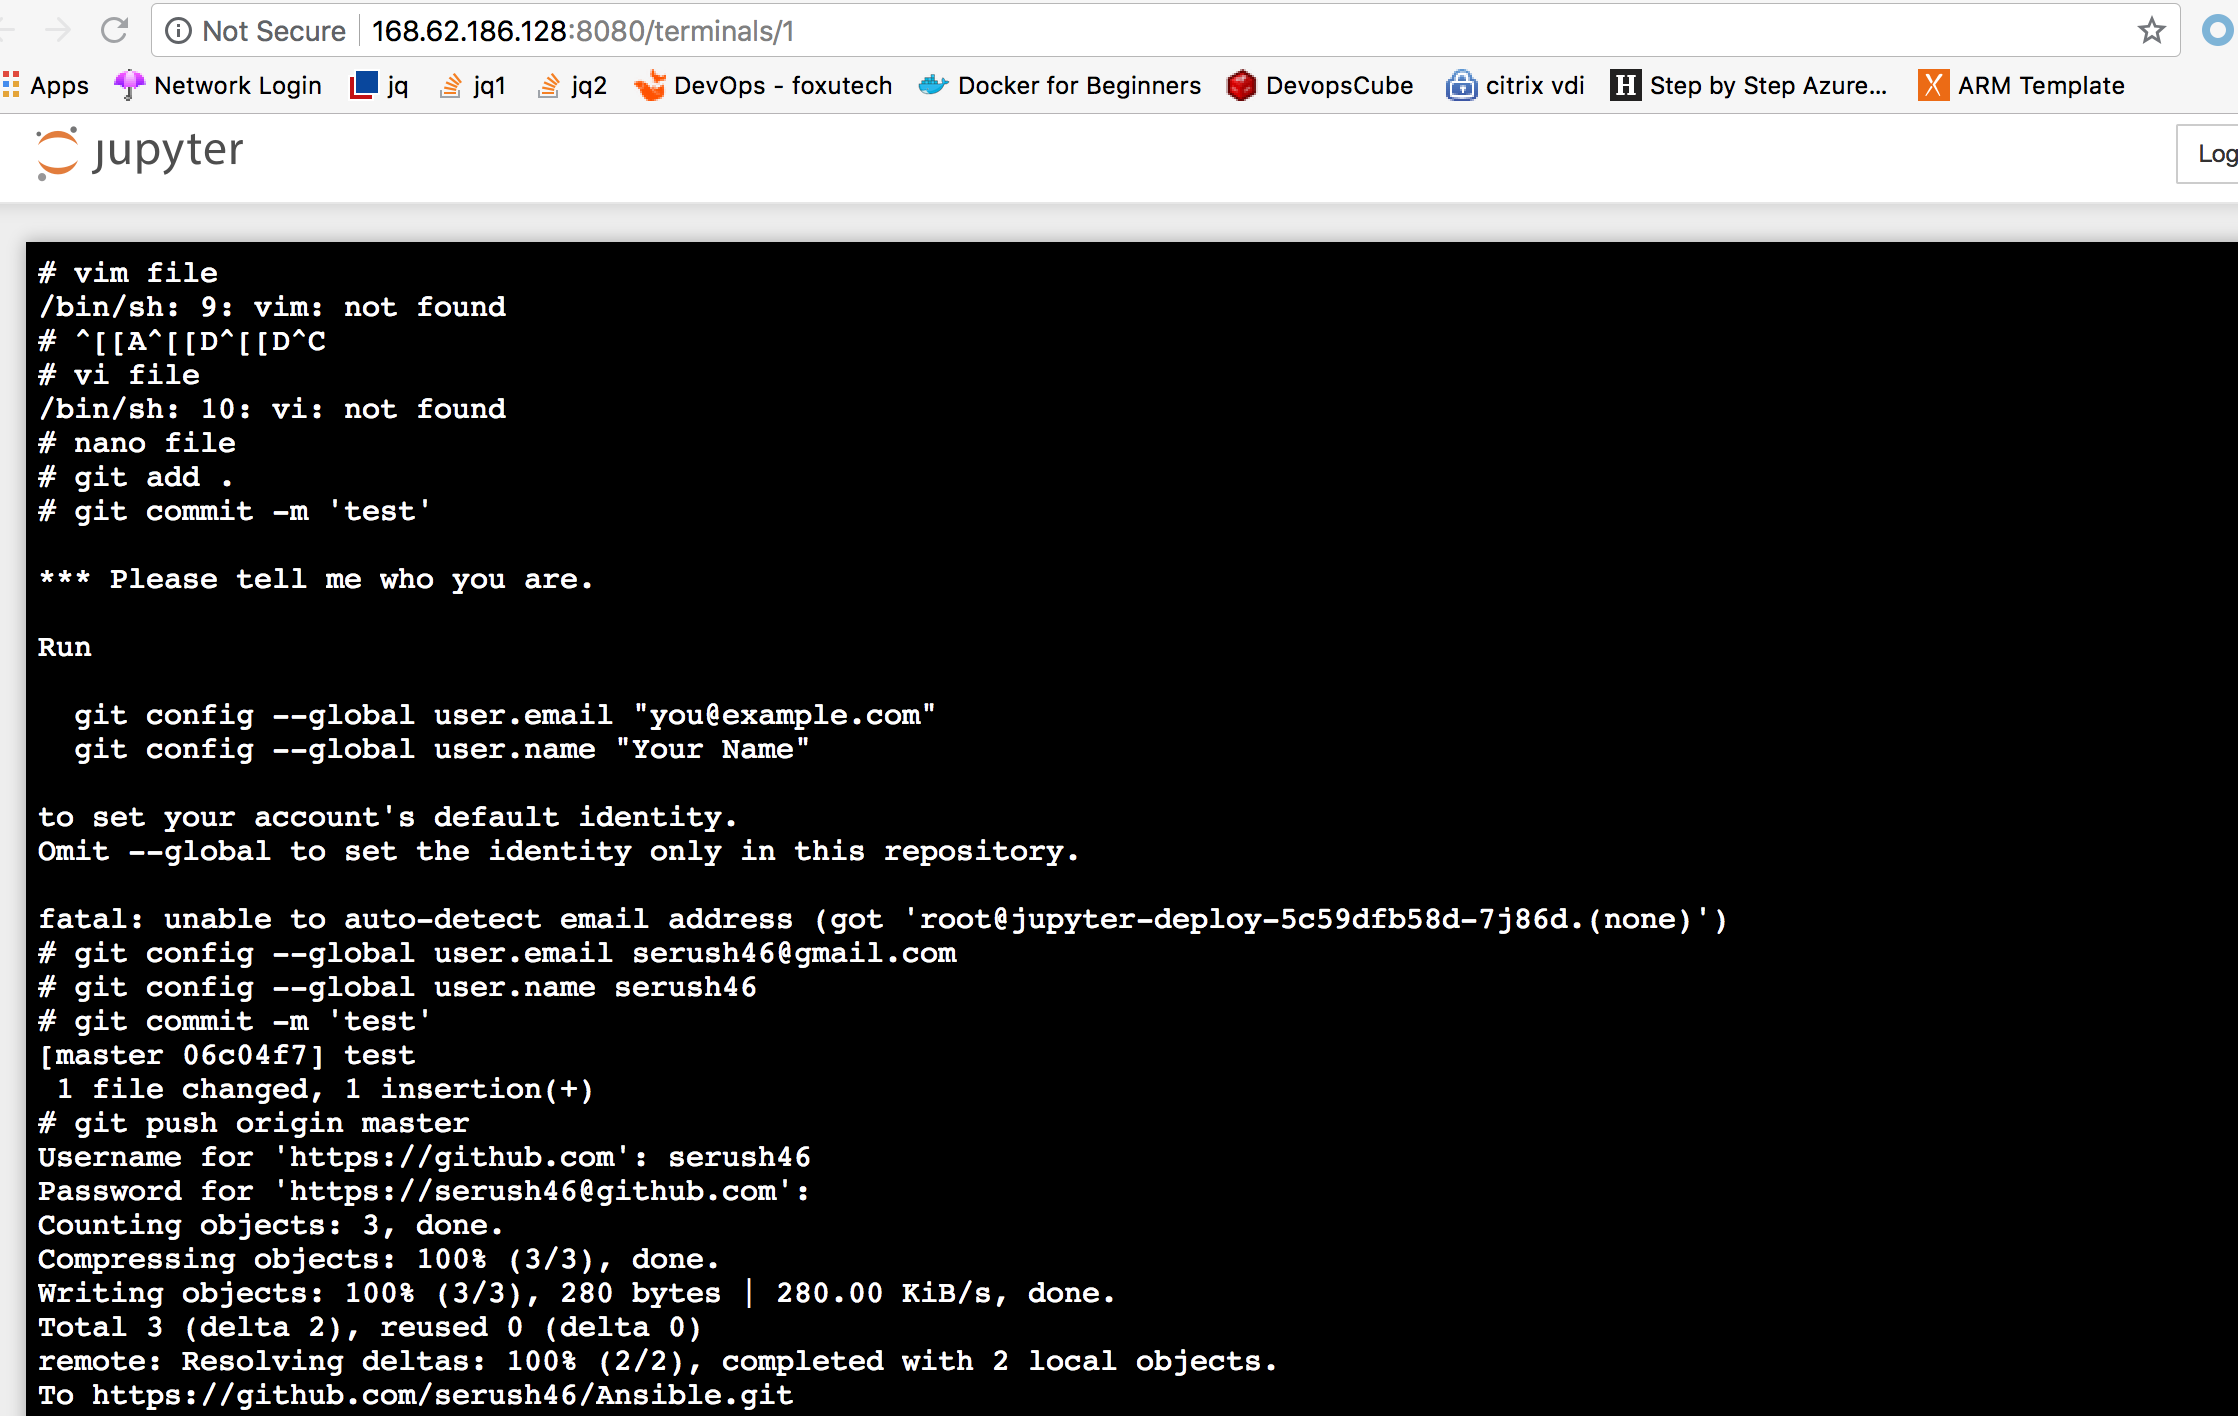 Not Secure 168.62.186.128:8080/terminals/1
Apps Network Login jq jq1 jq2 DevOps - foxutech Docker for Beginners DevopsCube citrix vdi H Step by Step Azure... X ARM Template
jupyter
Log
# vim file
/bin/sh: 9: vim: not found
# ^[[A^[[D^[[D^C
# vi file
/bin/sh: 10: vi: not found
# nano file
# git add .
# git commit -m 'test'
*** Please tell me who you are.
Run
git config --global user.email "you@example.com"
git config --global user.name "Your Name"
to set your account's default identity.
Omit --global to set the identity only in this repository.
fatal: unable to auto-detect email address (got 'root@jupyter-deploy-5c59dfb58d-7j86d.(none)')
# git config --global user.email serush46@gmail.com
# git config --global user.name serush46
# git commit -m 'test'
[master 06c04f7] test
1 file changed, 1 insertion(+)
# git push origin master
Username for 'https://github.com': serush46
Password for 'https://serush46@github.com':
Counting objects: 3, done.
Compressing objects: 100% (3/3), done.
Writing objects: 100% (3/3), 280 bytes | 280.00 KiB/s, done.
Total 3 (delta 2), reused 0 (delta 0)
remote: Resolving deltas: 100% (2/2), completed with 2 local objects.
To https://github.com/serush46/Ansible.git